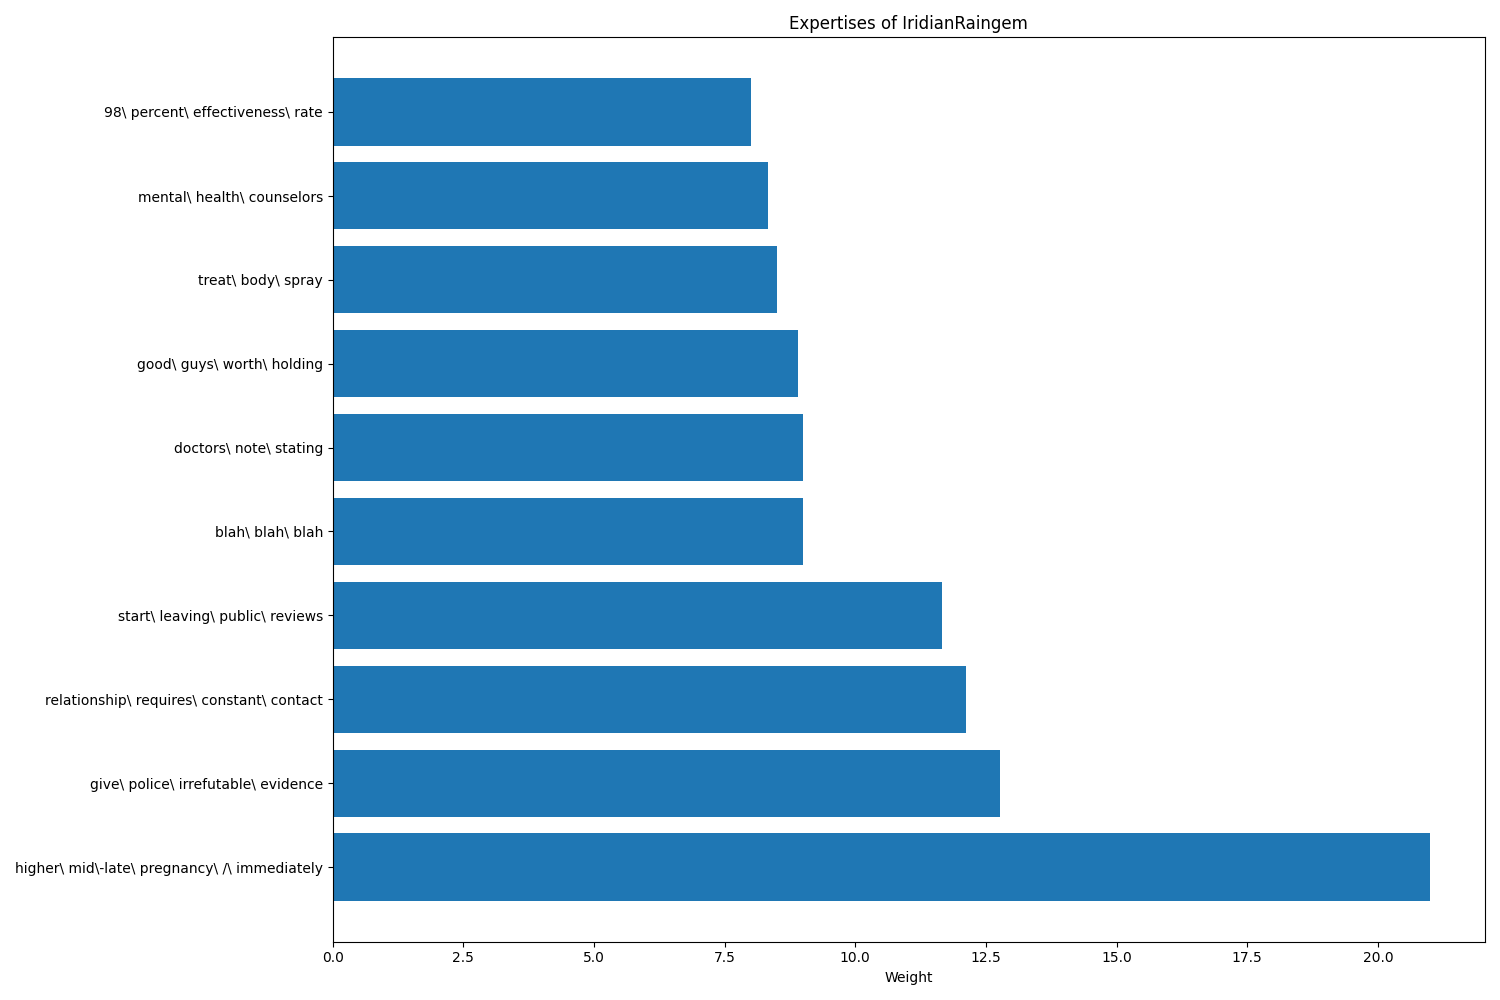 Expertises of IridianRaingem
98\ percent\ effectiveness\ rate
mental\ health\ counselors
treat\ body\ spray
good\ guys\ worth\ holding
doctors\ note\ stating
blah\ blah\ blah
start\ leaving\ public\ reviews
relationship\ requires\ constant\ contact
give\ police\ irrefutable\ evidence
higher\ mid\-late\ pregnancy\ /\ immediately
0.0 2.5 5.0 7.5 10.0 12.5 15.0 17.5 20.0
Weight